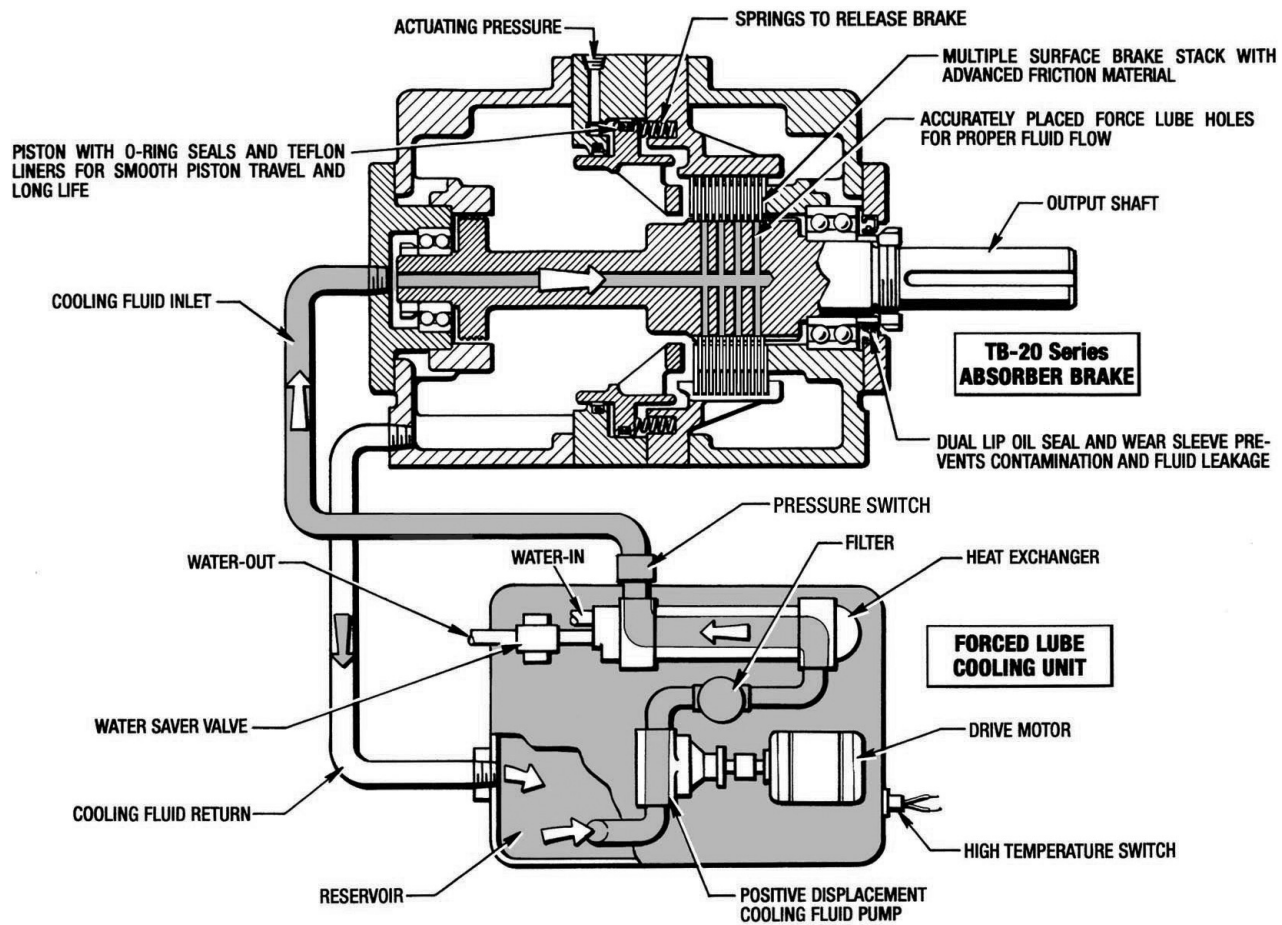 ACTUATING PRESSURE
SPRINGS TO RELEASE BRAKE
MULTIPLE SURFACE BRAKE STACK WITH
ADVANCED FRICTION MATERIAL
ACCURATELY PLACED FORCE LUBE HOLES
FOR PROPER FLUID FLOW
PISTON WITH O-RING SEALS AND TEFLON
LINERS FOR SMOOTH PISTON TRAVEL AND
LONG LIFE
OUTPUT SHAFT
COOLING FLUID INLET
TB-20 Series
ABSORBER BRAKE
DUAL LIP OIL SEAL AND WEAR SLEEVE PRE-
VENTS CONTAMINATION AND FLUID LEAKAGE
PRESSURE SWITCH
FILTER
WATER-OUT
WATER-IN
HEAT EXCHANGER
FORCED LUBE
COOLING UNIT
WATER SAVER VALVE
DRIVE MOTOR
COOLING FLUID RETURN
HIGH TEMPERATURE SWITCH
RESERVOIR
POSITIVE DISPLACEMENT
COOLING FLUID PUMP